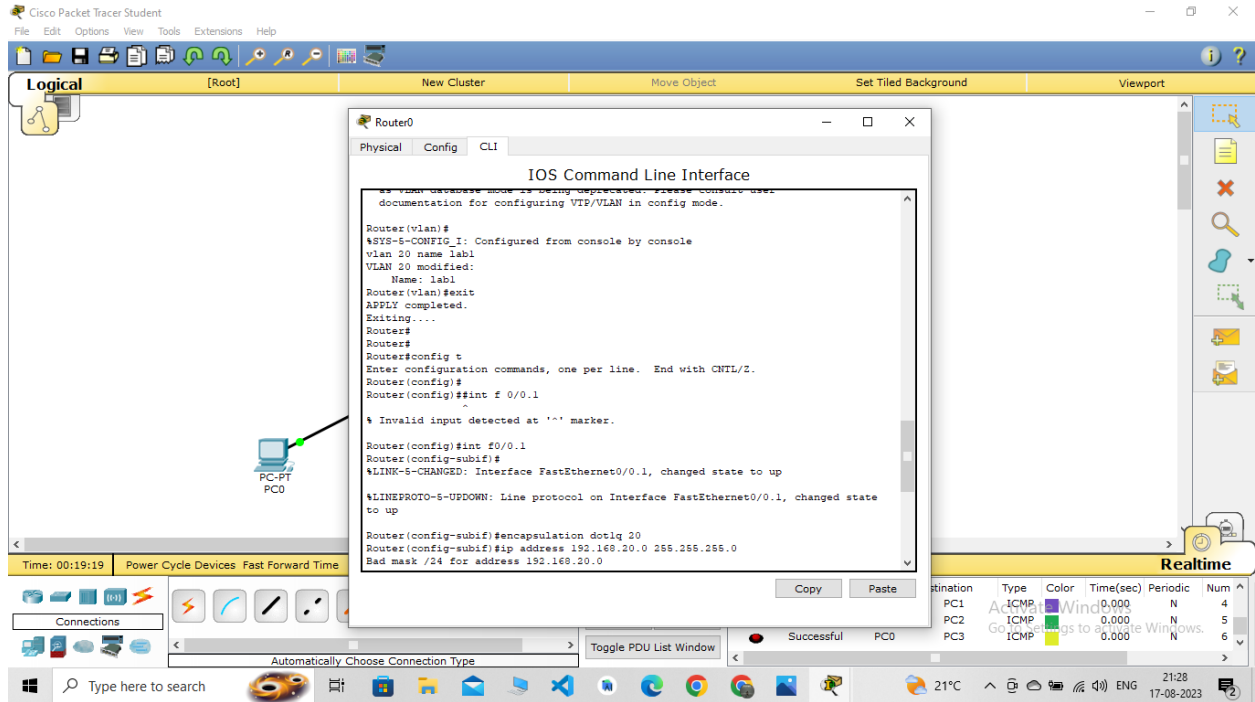 Cisco Packet Tracer Student
File Edit Options View Tools Extensions Help
Logical [Root] New Cluster Move Object Set Tiled Background Viewport
Router0
Physical Config CLI
IOS Command Line Interface
as VLAN database mode is being deprecated. Please consult user
documentation for configuring VTP/VLAN in config mode.
Router(vlan)#
%SYS-5-CONFIG_I: Configured from console by console
vlan 20 name lab1
VLAN 20 modified:
Name: lab1
Router(vlan)#exit
APPLY completed.
Exiting....
Router#
Router#
Router#config t
Enter configuration commands, one per line. End with CNTL/Z.
Router(config)#
Router(config)##int f 0/0.1
^
% Invalid input detected at '^' marker.
Router(config)#int f0/0.1
Router(config-subif)#
%LINK-5-CHANGED: Interface FastEthernet0/0.1, changed state to up
%LINEPROTO-5-UPDOWN: Line protocol on Interface FastEthernet0/0.1, changed state
to up
Router(config-subif)#encapsulation dot1q 20
Router(config-subif)#ip address 192.168.20.0 255.255.255.0
Bad mask /24 for address 192.168.20.0
Copy Paste
PC-PT
PC0
Time: 00:19:19 Power Cycle Devices Fast Forward Time Realtime
Connections
Automatically Choose Connection Type
Toggle PDU List Window
stination Type Color Time(sec) Periodic Num
PC1 ICMP 0.000 N 4
PC2 ICMP 0.000 N 5
Successful PC0 PC3 ICMP 0.000 N 6
Activate Windows
Go to Settings to activate Windows.
Type here to search
21°C
ENG
21:28
17-08-2023
2